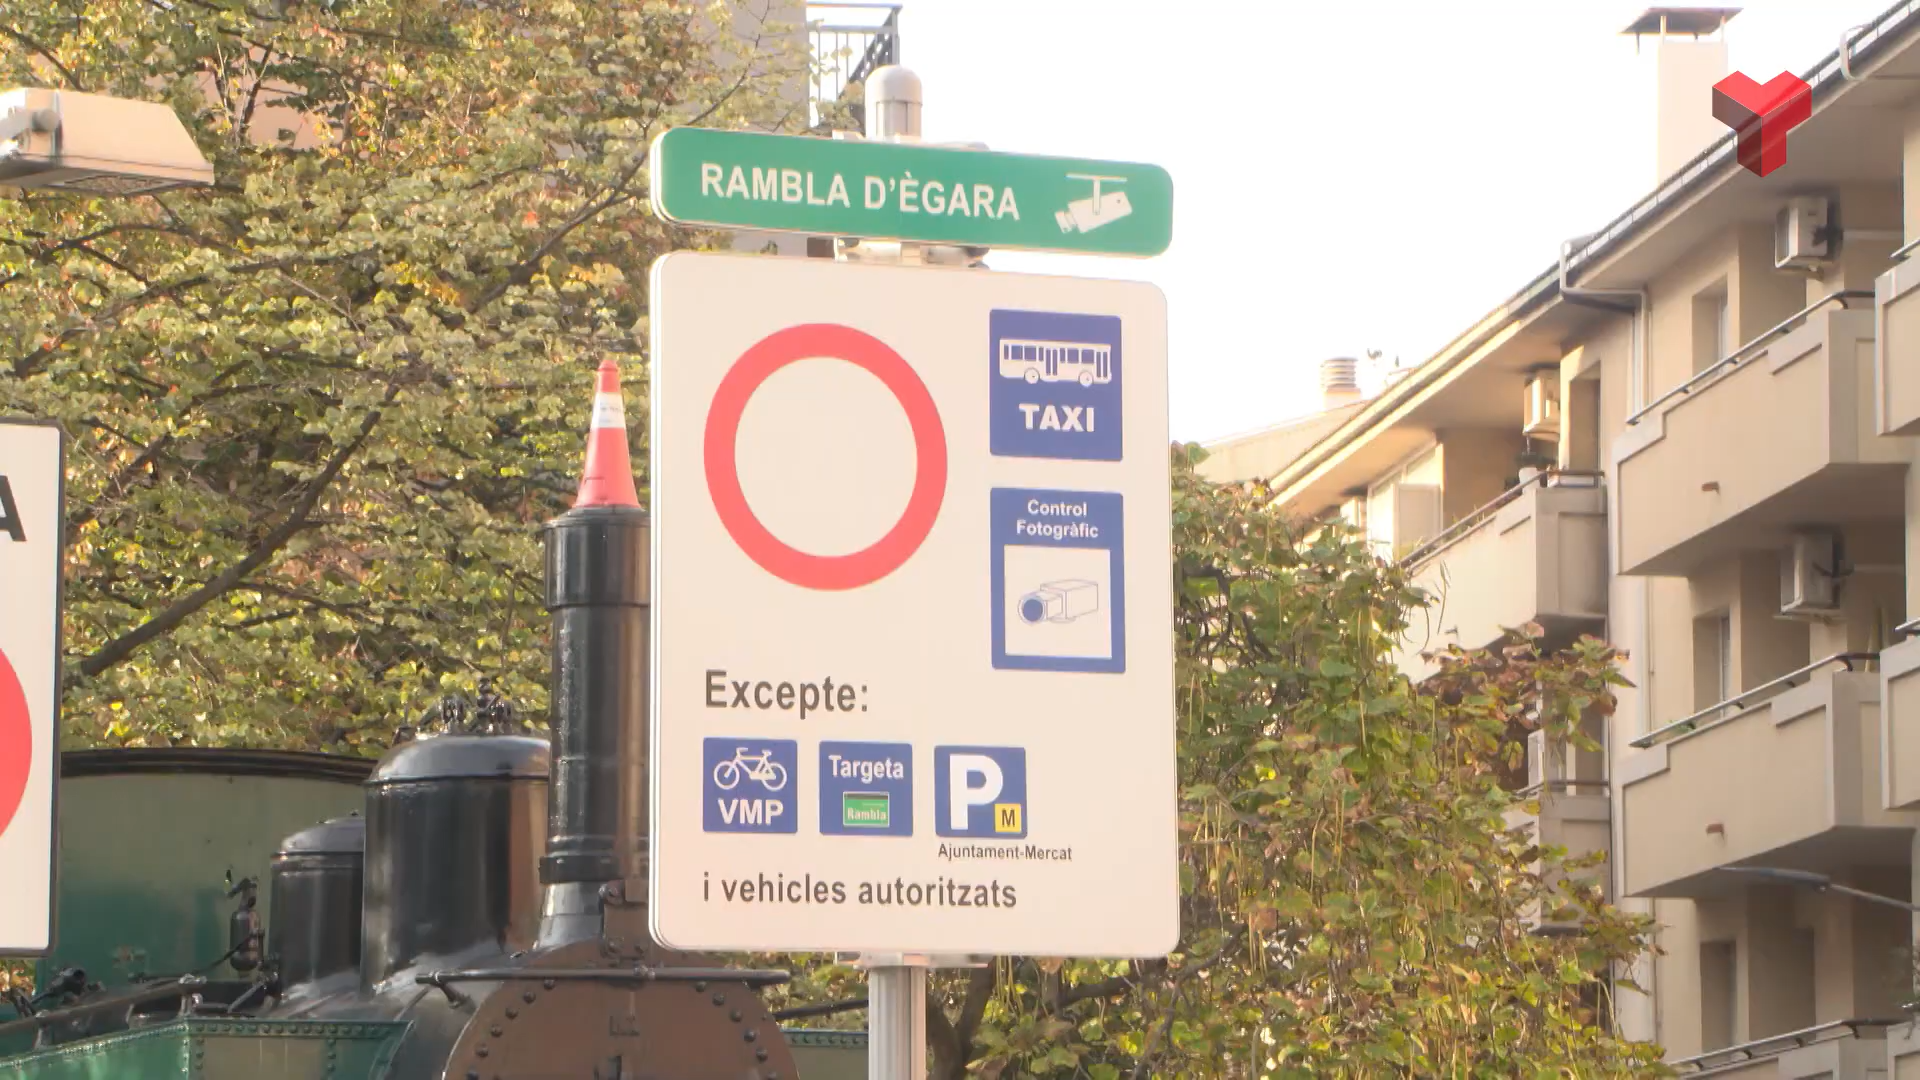 RAMBLA D'ÈGARA
TAXI
Control
Fotogràfic
Excepte:
VMP
Targeta
Rambla
P
M
Ajuntament-Mercat
i vehicles autoritzats
A